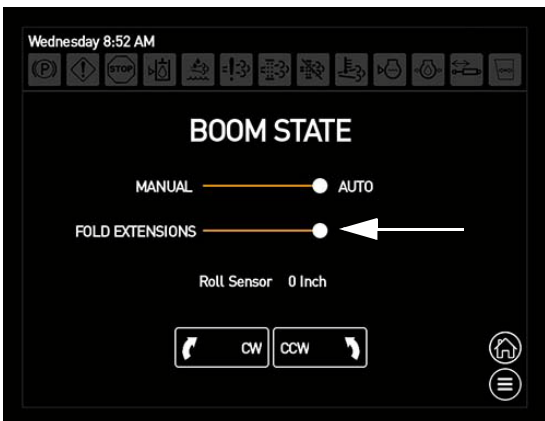 Wednesday 8:52 AM
(P) STOP
BOOM STATE
MANUAL AUTO
FOLD EXTENSIONS
Roll Sensor 0 Inch
CW CCW